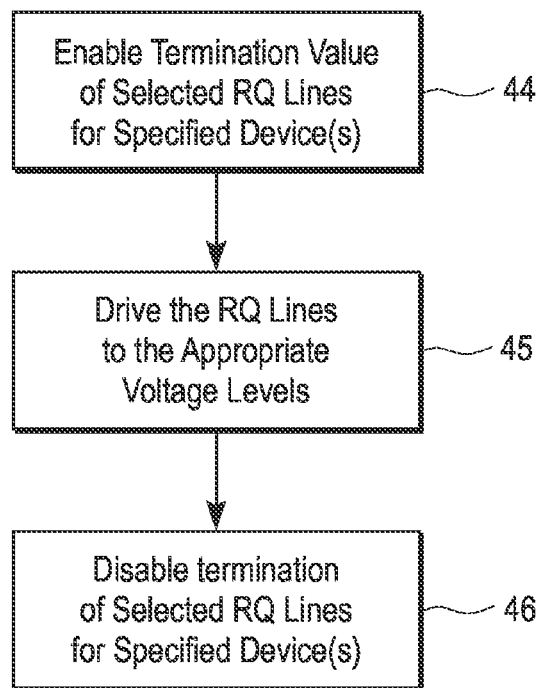 Enable Termination Value
of Selected RQ Lines
for Specified Device(s)
44
Drive the RQ Lines
to the Appropriate
Voltage Levels
45
Disable termination
of Selected RQ Lines
for Specified Device(s)
46